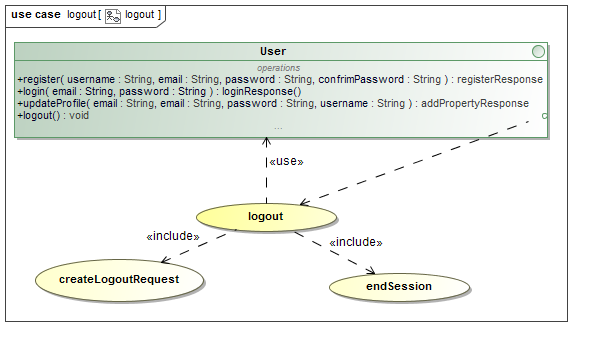 use case logout [ logout ]
User
operations
+register( username : String, email : String, password : String, confrimPassword : String ) : registerResponse
+login( email : String, password : String ) : loginResponse()
+updateProfile( email : String, email : String, password : String, username : String ) : addPropertyResponse
+logout() : void
...
«use»
logout
«include»
«include»
createLogoutRequest
endSession